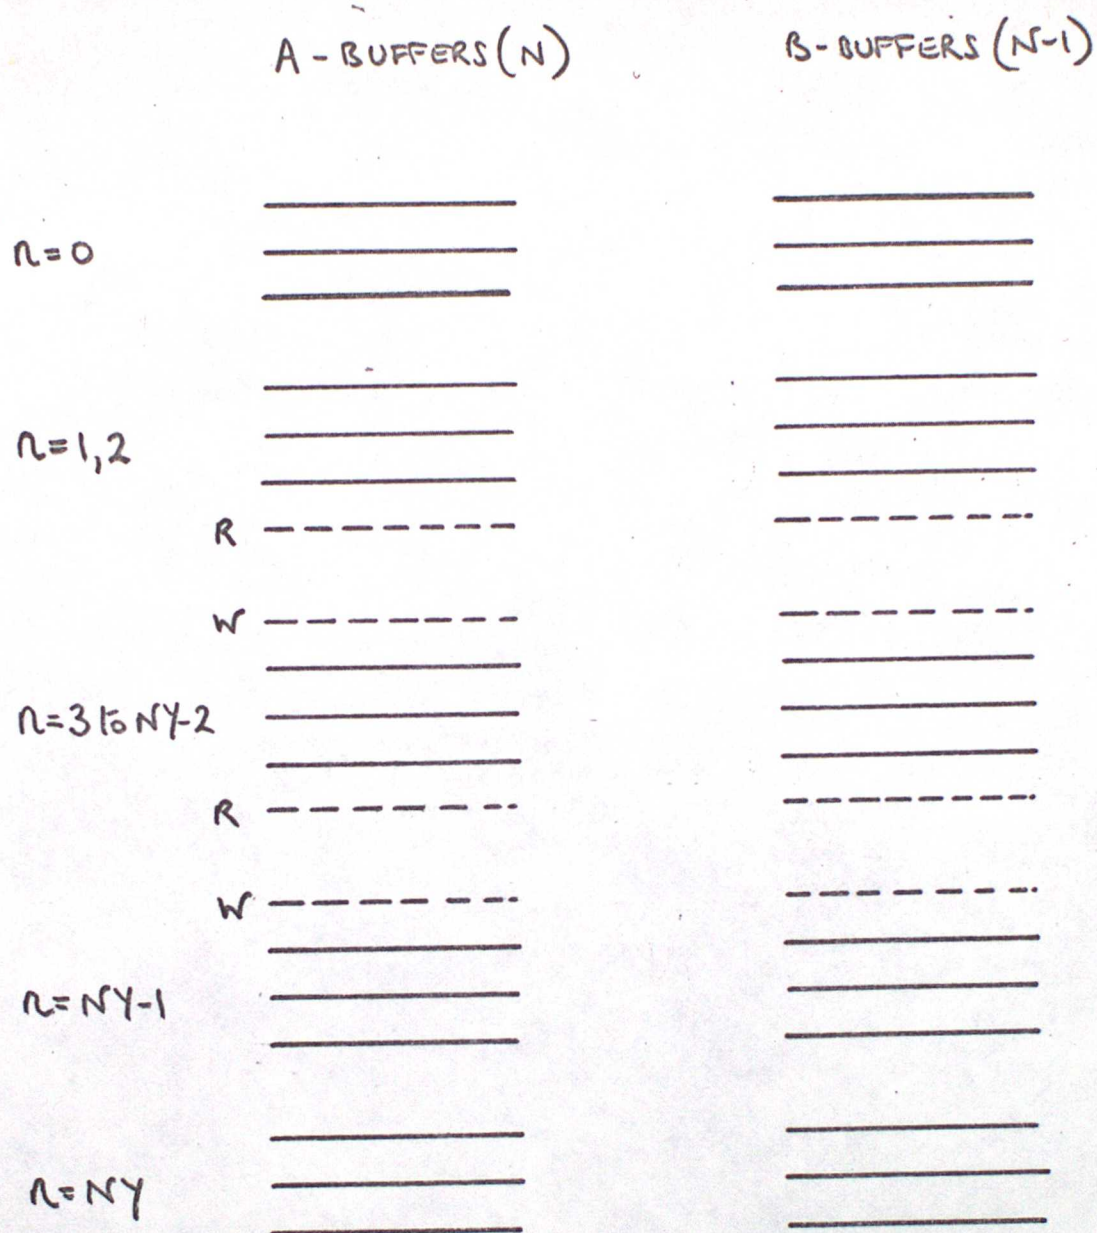 A-BUFFERS(N) B-BUFFERS(N-1)
n=0
n=1,2
R
W
n=3 to NY-2
R
W
n=NY-1
n=NY